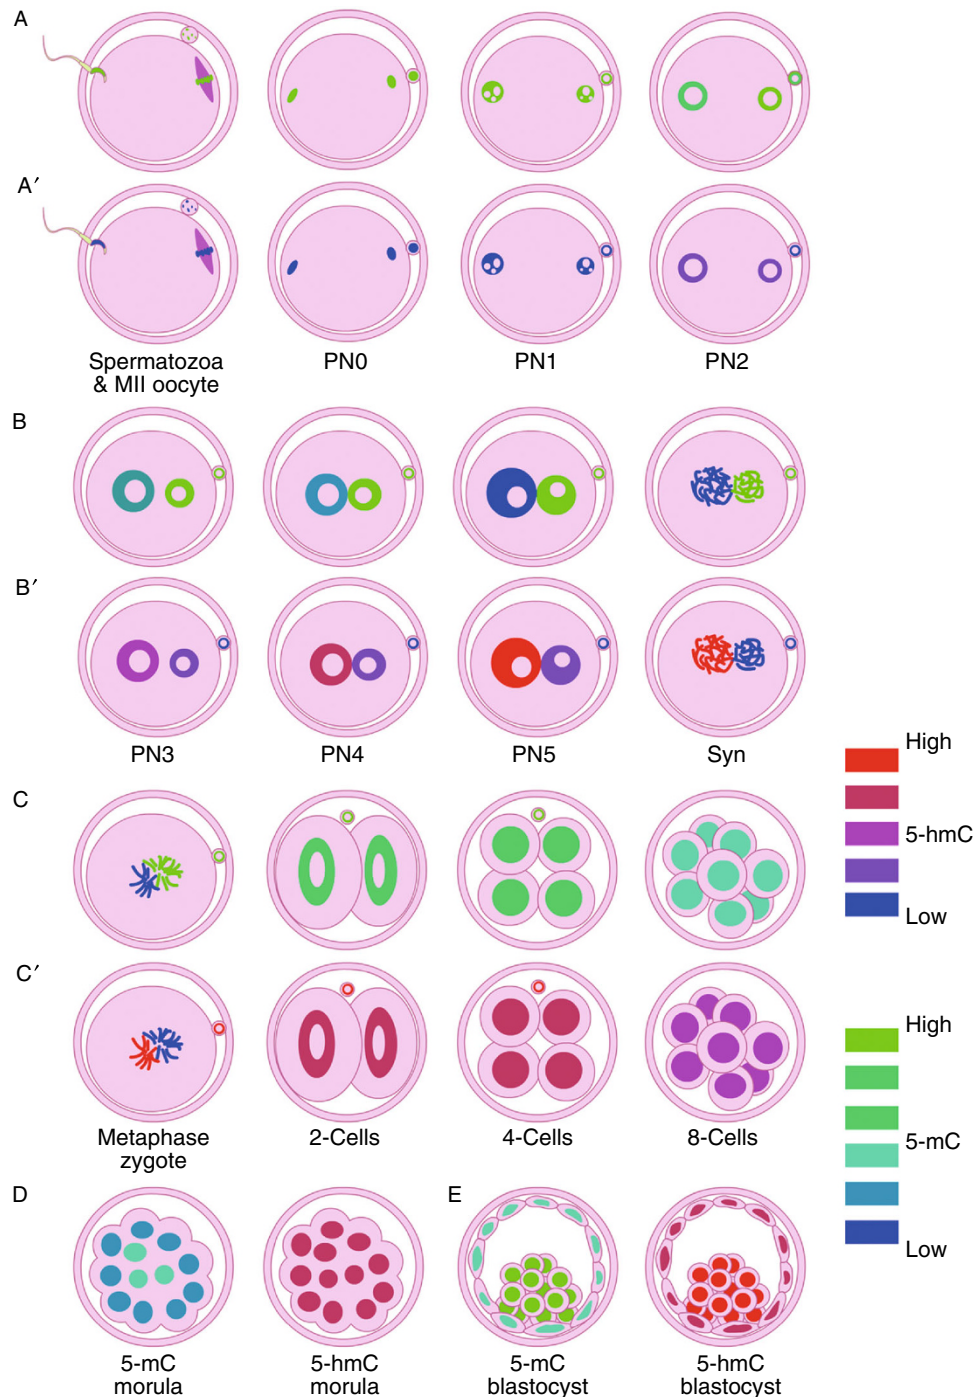 A
A′
Spermatozoa
& MII oocyte
PN0
PN1
PN2
B
B′
PN3
PN4
PN5
Syn
High
5-hmC
Low
C
C′
Metaphase
zygote
2-Cells
4-Cells
8-Cells
High
5-mC
Low
D
E
5-mC
morula
5-hmC
morula
5-mC
blastocyst
5-hmC
blastocyst